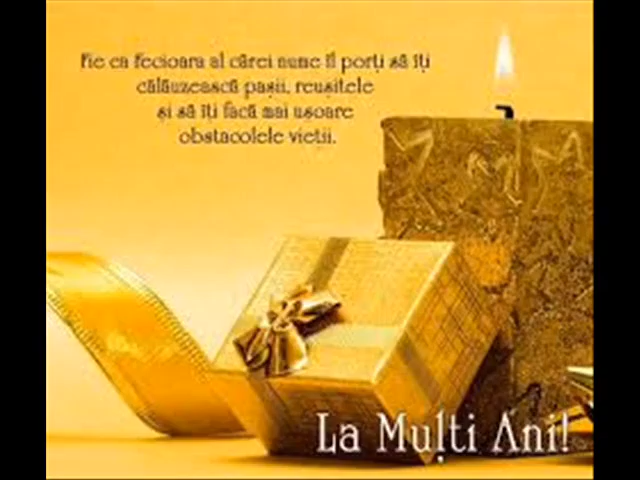 Fie ca Fecioara al cărei nume îl porți să îți
călăuzească pașii, reușitele
și să îți facă mai ușoare
obstacolele vieții.
La Mulți Ani!